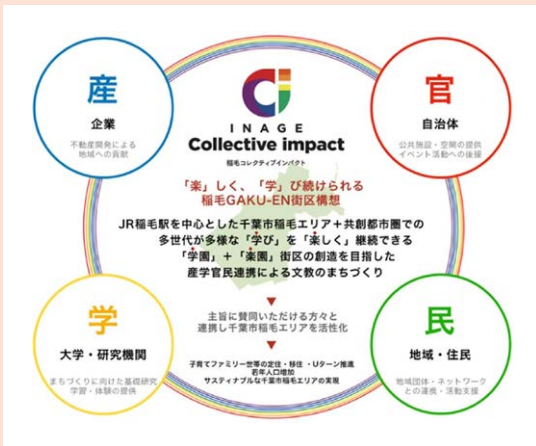 産
企業
不動産開発による
地域への貢献
官
自治体
公共施設・空間の提供
イベント活動への後援
INAGE
Collective impact
稲毛コレクティブインパクト
「楽」しく、「学」び続けられる
稲毛GAKU-EN街区構想
JR稲毛駅を中心とした千葉市稲毛エリア＋共創都市圏での
多世代が多様な「学び」を「楽しく」継続できる
「学園」＋「楽園」街区の創造を目指した
産学官民連携による文教のまちづくり
▼
主旨に賛同いただける方々と
連携し千葉市稲毛エリアを活性化
▼
子育てファミリー世帯の定住・移住・Uターン推進
若年人口増加
サスティナブルな千葉市稲毛エリアの実現
学
大学・研究機関
まちづくりに向けた基礎研究
学習・体験の提供
民
地域・住民
地域団体・ネットワーク
との連携・活動支援